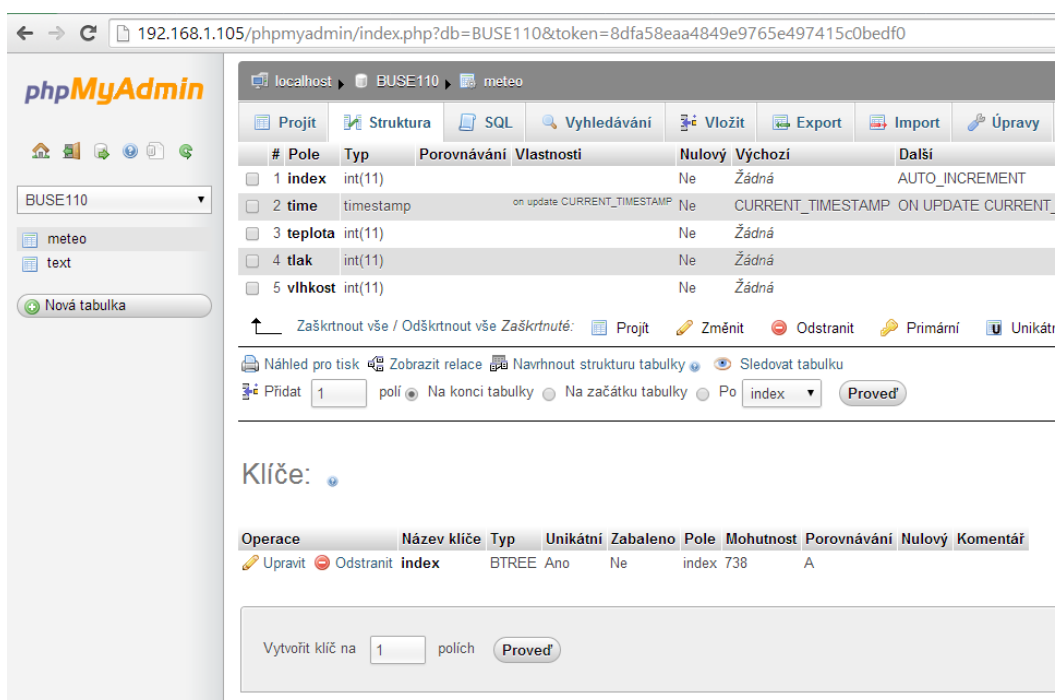 192.168.1.105/phpmyadmin/index.php?db=BUSE110&token=8dfa58eaa4849e9765e497415c0bedf0
phpMyAdmin
BUSE110
meteo
text
Nová tabulka
localhost BUSE110 meteo
Projít Struktura SQL Vyhledávání Vložit Export Import Úpravy
# Pole Typ Porovnávání Vlastnosti Nulový Výchozí Další
1 index int(11) Ne Žádná AUTO_INCREMENT
2 time timestamp on update CURRENT_TIMESTAMP Ne CURRENT_TIMESTAMP ON UPDATE CURRENT_
3 teplota int(11) Ne Žádná
4 tlak int(11) Ne Žádná
5 vlhkost int(11) Ne Žádná
Zaškrtnout vše / Odškrtnout vše Zaškrtnuté: Projít Změnit Odstranit Primární U Unikát
Náhled pro tisk Zobrazit relace Navrhnout strukturu tabulky Sledovat tabulku
Přidat 1 polí Na konci tabulky Na začátku tabulky Po index Proveď
Klíče:
Operace Název klíče Typ Unikátní Zabaleno Pole Mohutnost Porovnávání Nulový Komentář
Upravit Odstranit index BTREE Ano Ne index 738 A
Vytvořit klíč na 1 polích Proveď